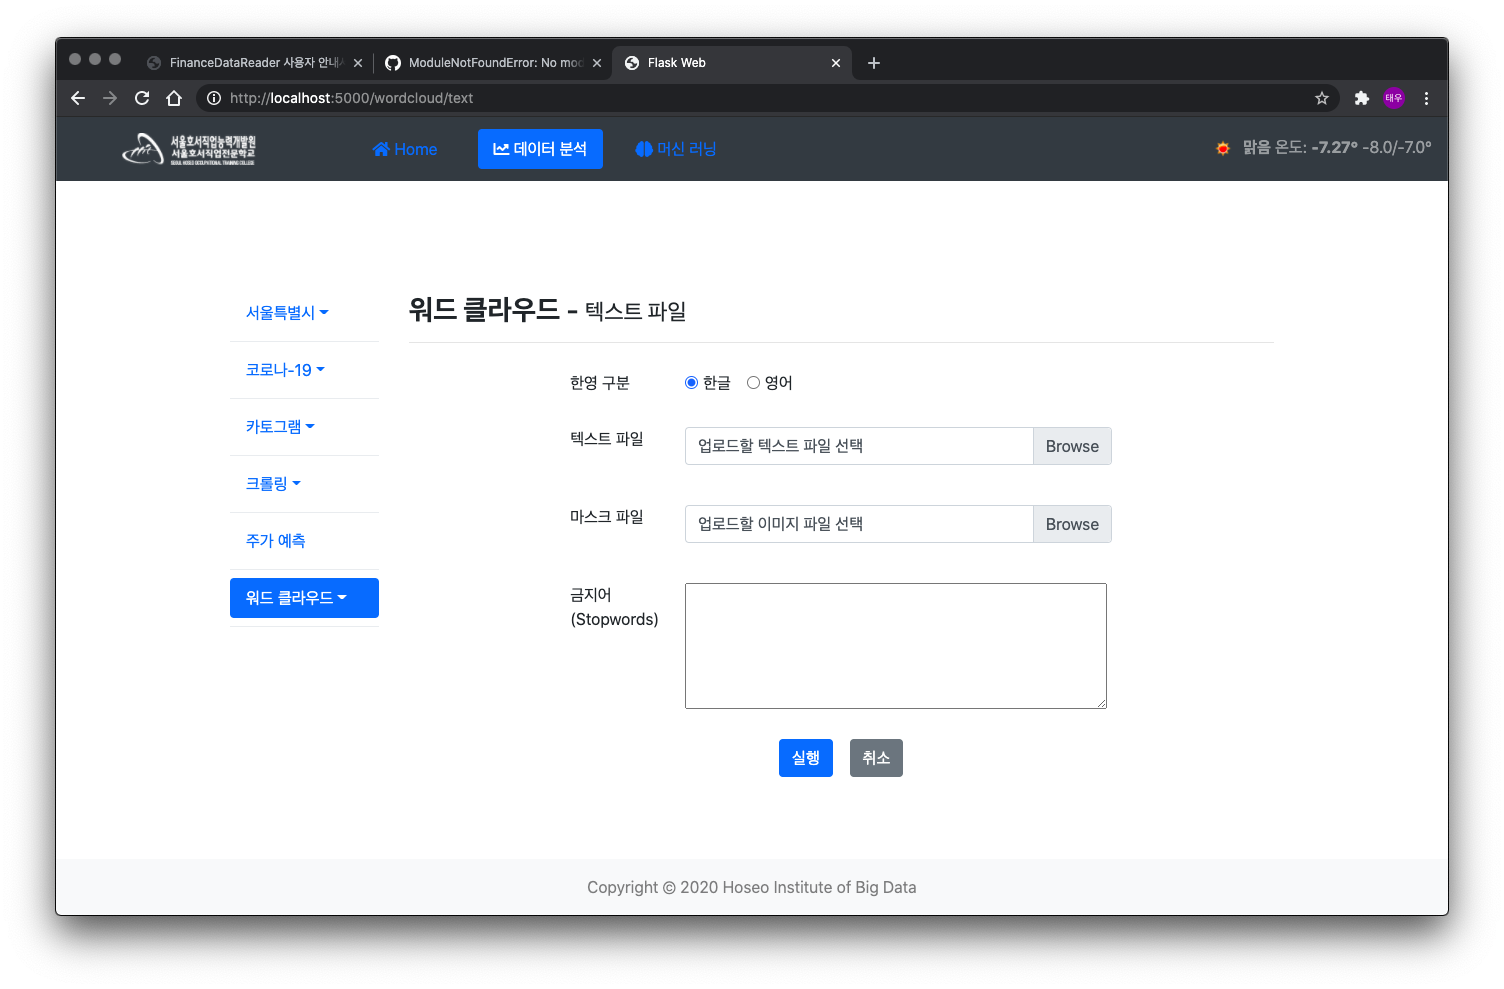 FinanceDataReader 사용자 안내
ModuleNotFoundError: No mod
Flask Web
http://localhost:5000/wordcloud/text
태우
서울호서직업능력개발원
서울호서직업전문학교
SEOUL HOSEO OCCUPATIONAL TRAINING COLLEGE
Home
데이터 분석
머신 러닝
맑음 온도: -7.27° -8.0/-7.0°
서울특별시
코로나-19
카토그램
크롤링
주가 예측
워드 클라우드
워드 클라우드 - 텍스트 파일
한영 구분
한글
영어
텍스트 파일
업로드할 텍스트 파일 선택
Browse
마스크 파일
업로드할 이미지 파일 선택
Browse
금지어
(Stopwords)
실행
취소
Copyright © 2020 Hoseo Institute of Big Data